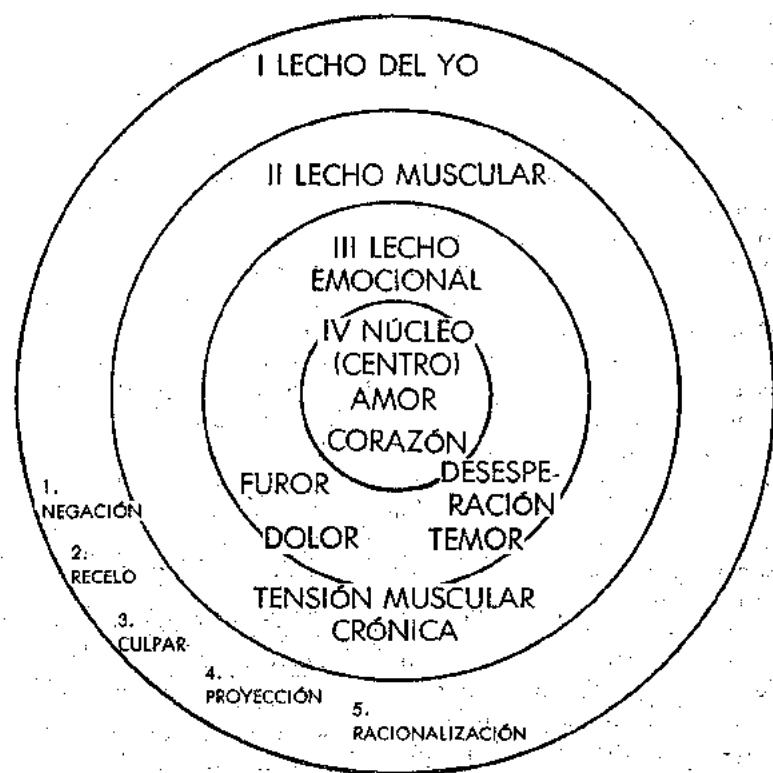 I LECHO DEL YO
II LECHO MUSCULAR
III LECHO
EMOCIONAL
IV NÚCLEO
(CENTRO)
AMOR
CORAZÓN
FUROR
DESESPE-
RACIÓN
DOLOR
TEMOR
TENSIÓN MUSCULAR
CRÓNICA
1.
NEGACIÓN
2.
RECELO
3.
CULPAR
4.
PROYECCIÓN
5.
RACIONALIZACIÓN